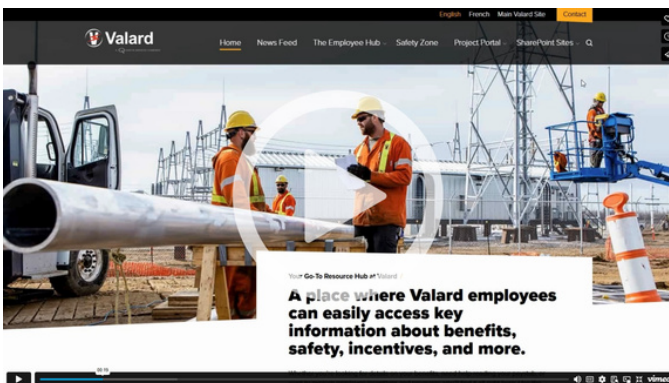 English French Main Valard Site Contact
Valard
Home News Feed The Employee Hub Safety Zone Project Portal SharePoint Sites
Your Go-To Resource Hub at Valard
A place where Valard employees
can easily access key
information about benefits,
safety, incentives, and more.
vimeo